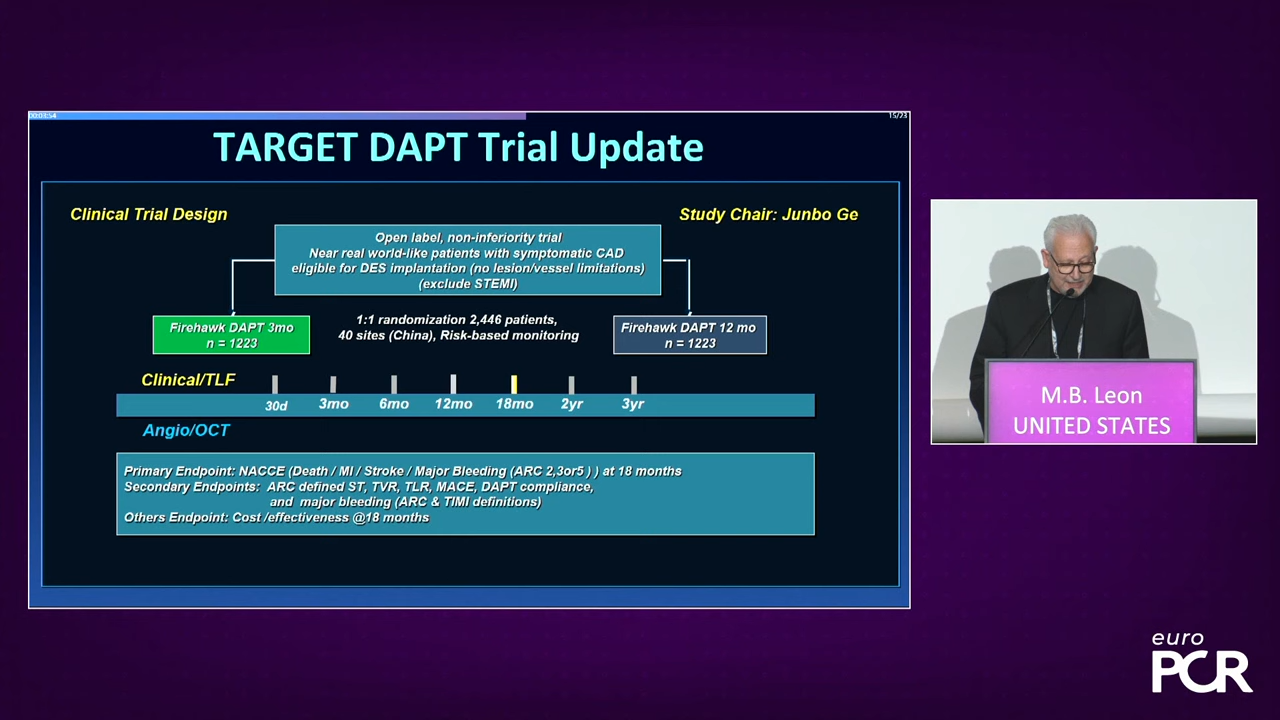 00:03:54
15/23
TARGET DAPT Trial Update
Clinical Trial Design
Study Chair: Junbo Ge
Open label, non-inferiority trial
Near real world-like patients with symptomatic CAD
eligible for DES implantation (no lesion/vessel limitations)
(exclude STEMI)
Firehawk DAPT 3mo
n = 1223
1:1 randomization 2,446 patients,
40 sites (China), Risk-based monitoring
Firehawk DAPT 12 mo
n = 1223
Clinical/TLF
30d 3mo 6mo 12mo 18mo 2yr 3yr
Angio/OCT
Primary Endpoint: NACCE (Death / MI / Stroke / Major Bleeding (ARC 2,3or5 ) ) at 18 months
Secondary Endpoints: ARC defined ST, TVR, TLR, MACE, DAPT compliance,
and major bleeding (ARC & TIMI definitions)
Others Endpoint: Cost /effectiveness @18 months
M.B. Leon
UNITED STATES
euro
PCR